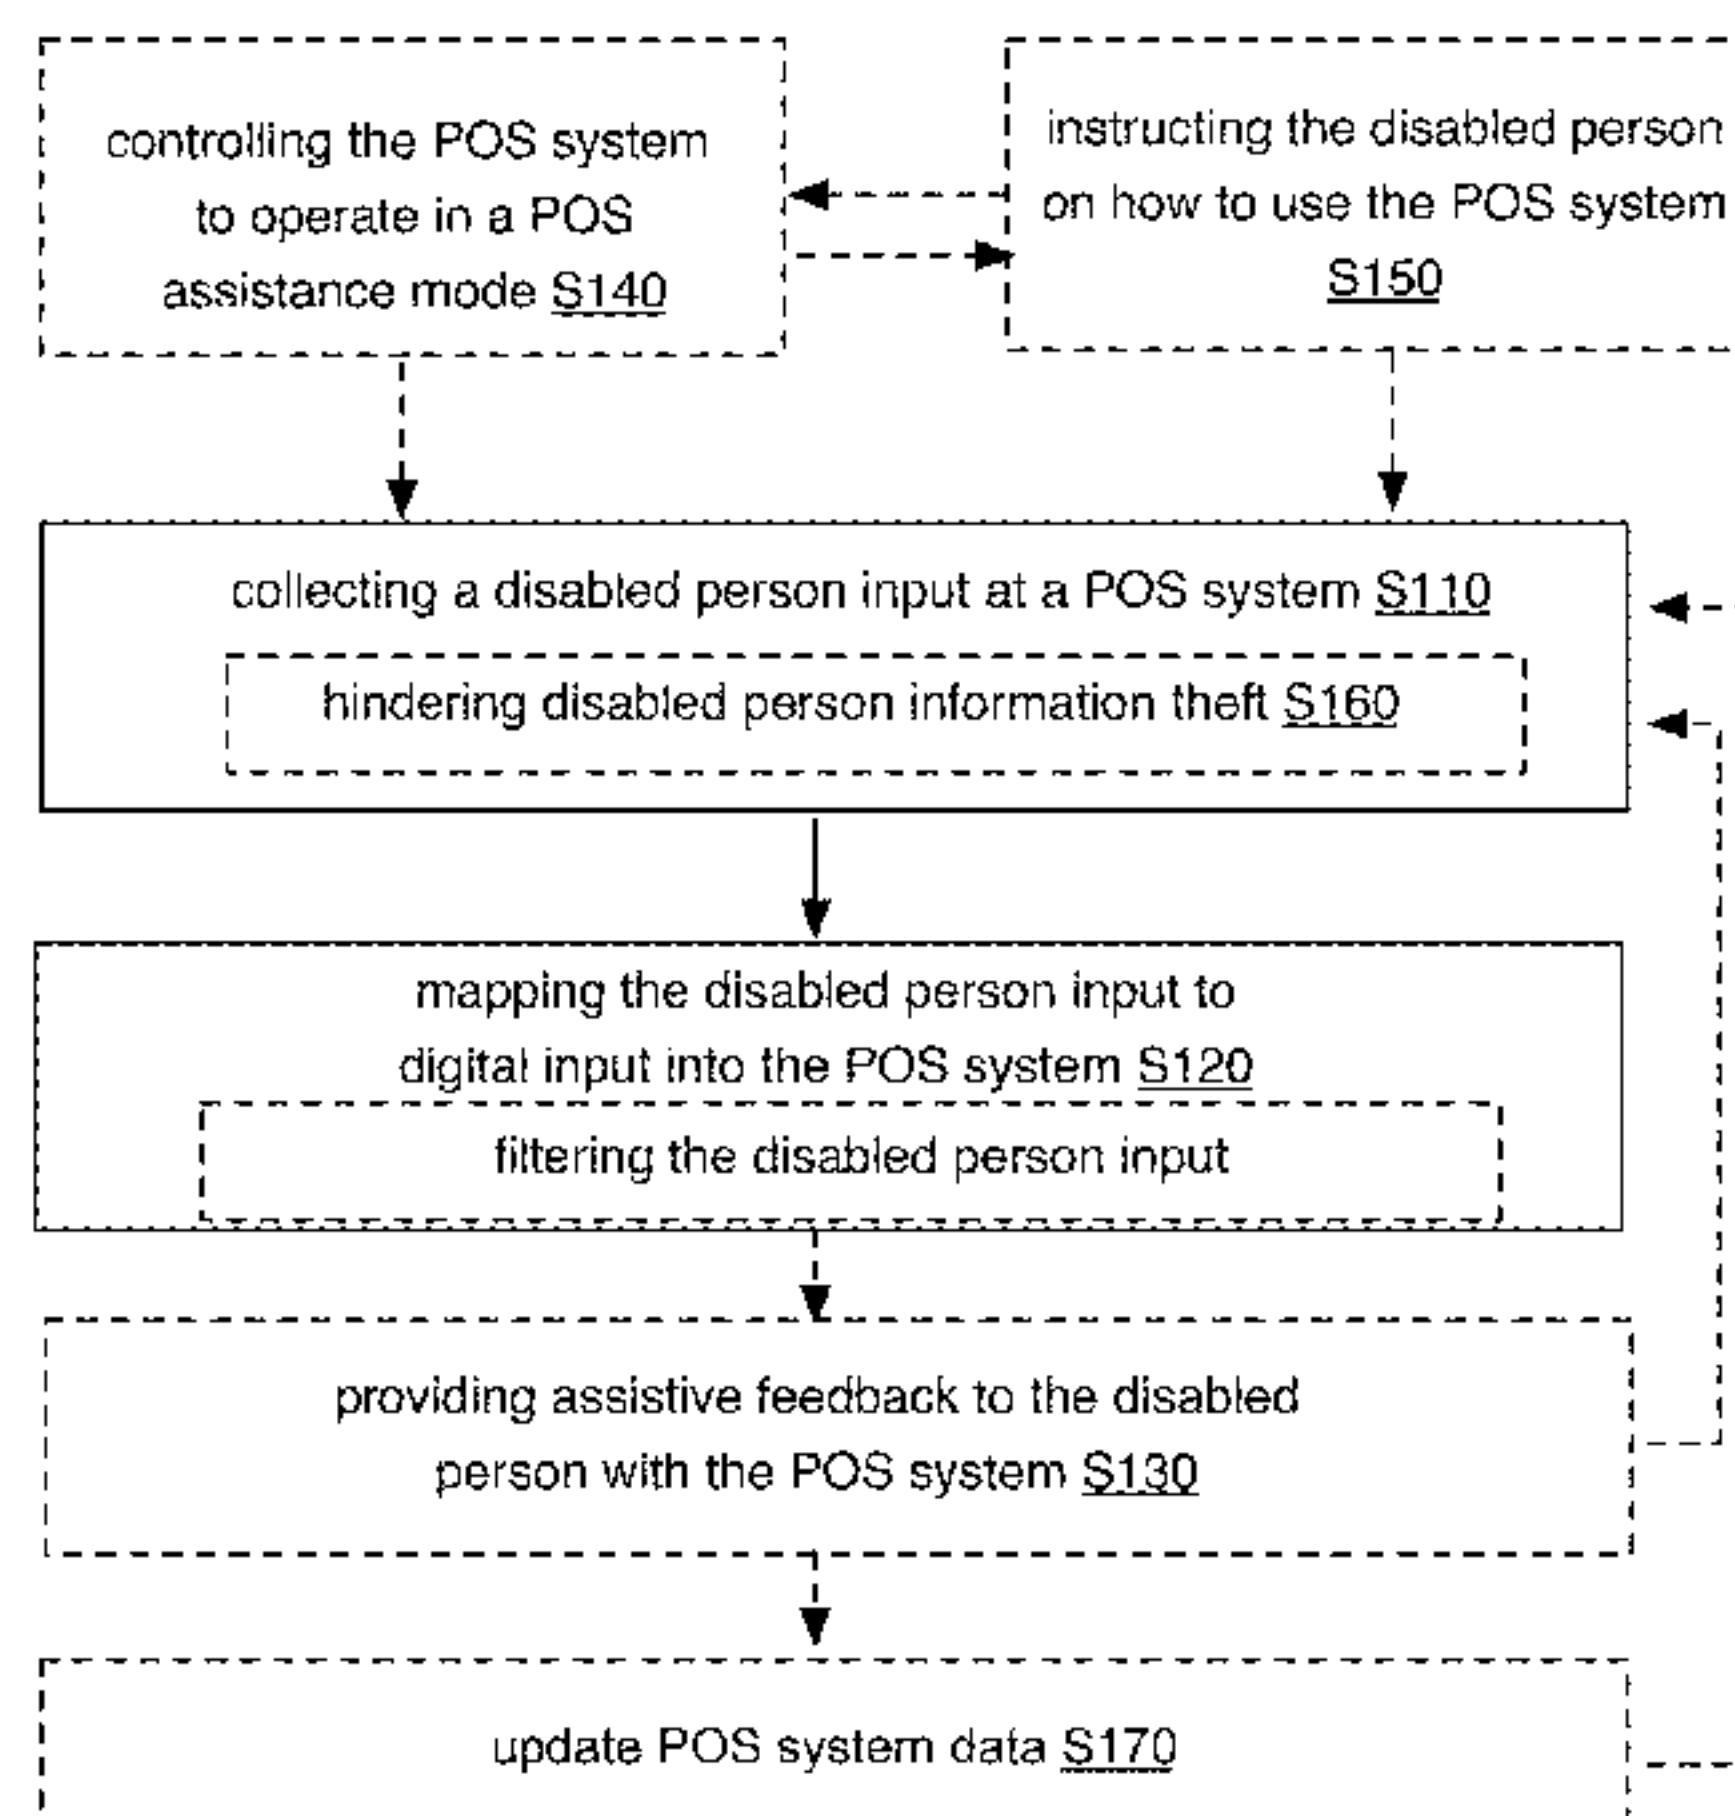 controlling the POS system
to operate in a POS
assistance mode S140
instructing the disabled person
on how to use the POS system
S150
collecting a disabled person input at a POS system S110
hindering disabled person information theft S160
mapping the disabled person input to
digital input into the POS system S120
filtering the disabled person input
providing assistive feedback to the disabled
person with the POS system S130
update POS system data S170